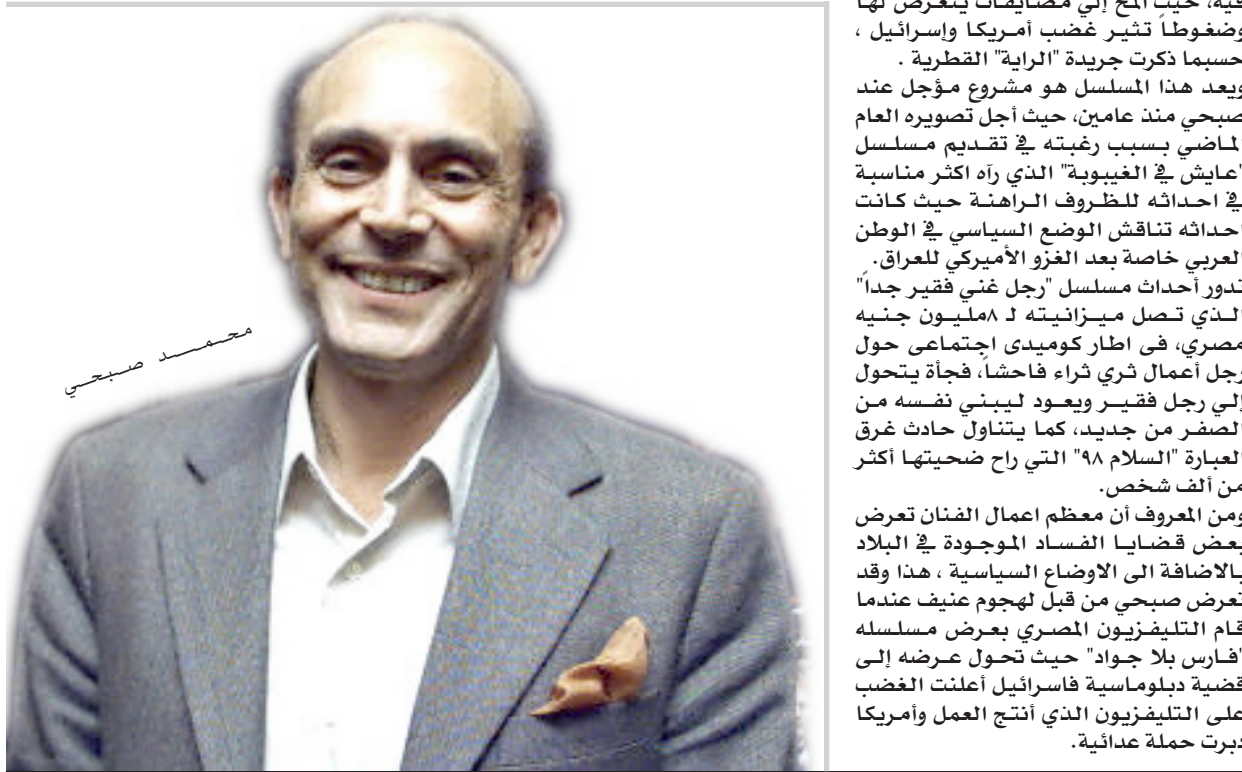 فيه، حيث المح إلي مضايقات يتعرض لها
وضغوطاً تثير غضب أمريكا وإسرائيل ،
حسبما ذكرت جريدة "الراية" القطرية .
ويعد هذا المسلسل هو مشروع مؤجل عند
صبحي منذ عامين، حيث أجل تصويره العام
الماضي بسبب رغبته في تقديم مسلسل
"عايش في الغيبوبة" الذي رآه اكثر مناسبة
في احداثه للظروف الراهنة حيث كانت
احداثه تناقش الوضع السياسي في الوطن
العربي خاصة بعد الغزو الأميركي للعراق.
تدور أحداث مسلسل "رجل غني فقير جداً"
الذي تصل ميزانيته لـ ٨مليون جنيه
مصري، فى اطار كوميدى اجتماعى حول
رجل أعمال ثري ثراء فاحشاً، فجأة يتحول
إلي رجل فقير ويعود ليبني نفسه من
الصفر من جديد، كما يتناول حادث غرق
العبارة "السلام ٩٨" التي راح ضحيتها أكثر
من ألف شخص.
ومن المعروف أن معظم اعمال الفنان تعرض
بعض قضايا الفساد الموجودة في البلاد
بالاضافة الى الاوضاع السياسية ، هذا وقد
تعرض صبحي من قبل لهجوم عنيف عندما
قام التليفزيون المصري بعرض مسلسله
"فارس بلا جواد" حيث تحول عرضه إلى
قضية دبلوماسية فاسرائيل أعلنت الغضب
على التليفزيون الذي أنتج العمل وأمريكا
دبرت حملة عدائية.
محمد صبحي